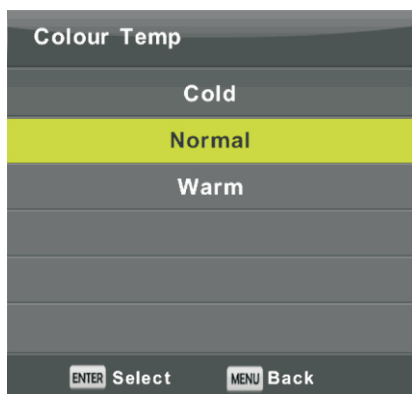 Colour Temp
Cold
Normal
Warm
ENTER Select MENU Back